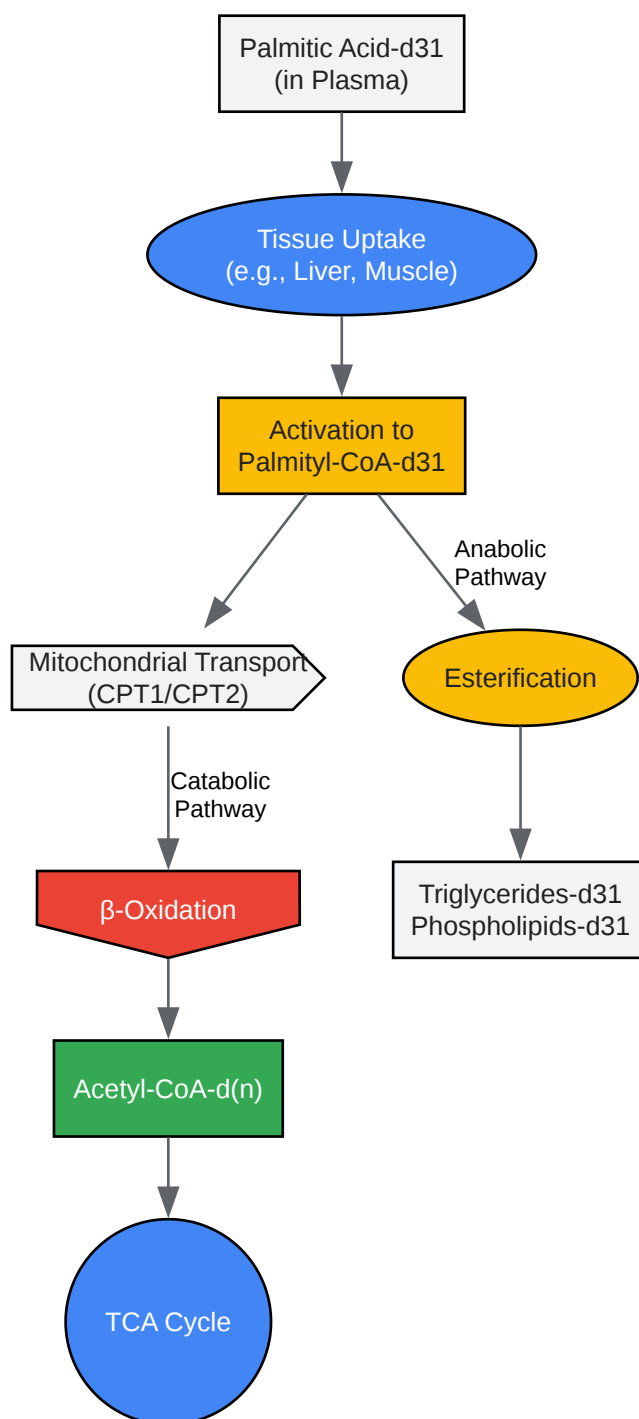 Palmitic Acid-d31
(in Plasma)
Tissue Uptake
(e.g., Liver, Muscle)
Activation to
Palmityl-CoA-d31
Anabolic
Pathway
Mitochondrial Transport
(CPT1/CPT2)
Esterification
Catabolic
Pathway
β-Oxidation
Triglycerides-d31
Phospholipids-d31
Acetyl-CoA-d(n)
TCA Cycle